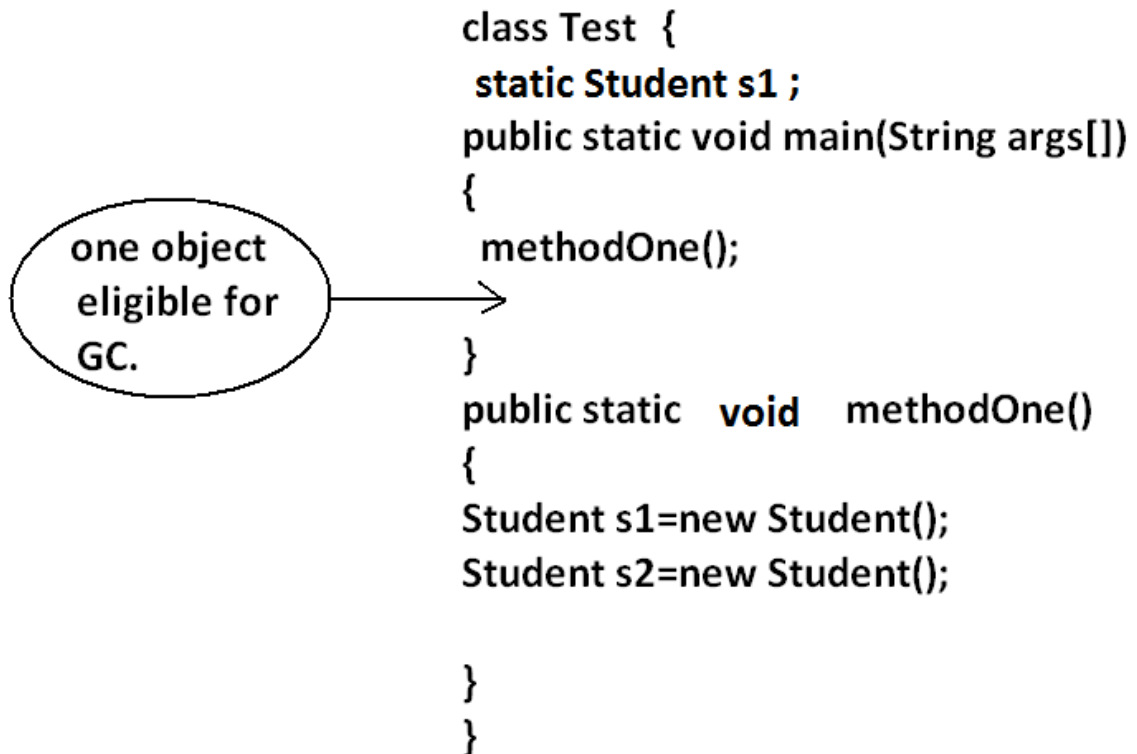 class Test {
static Student s1 ;
public static void main(String args[])
{
methodOne();
one object
eligible for
GC.
}
public static void methodOne()
{
Student s1=new Student();
Student s2=new Student();
}
}